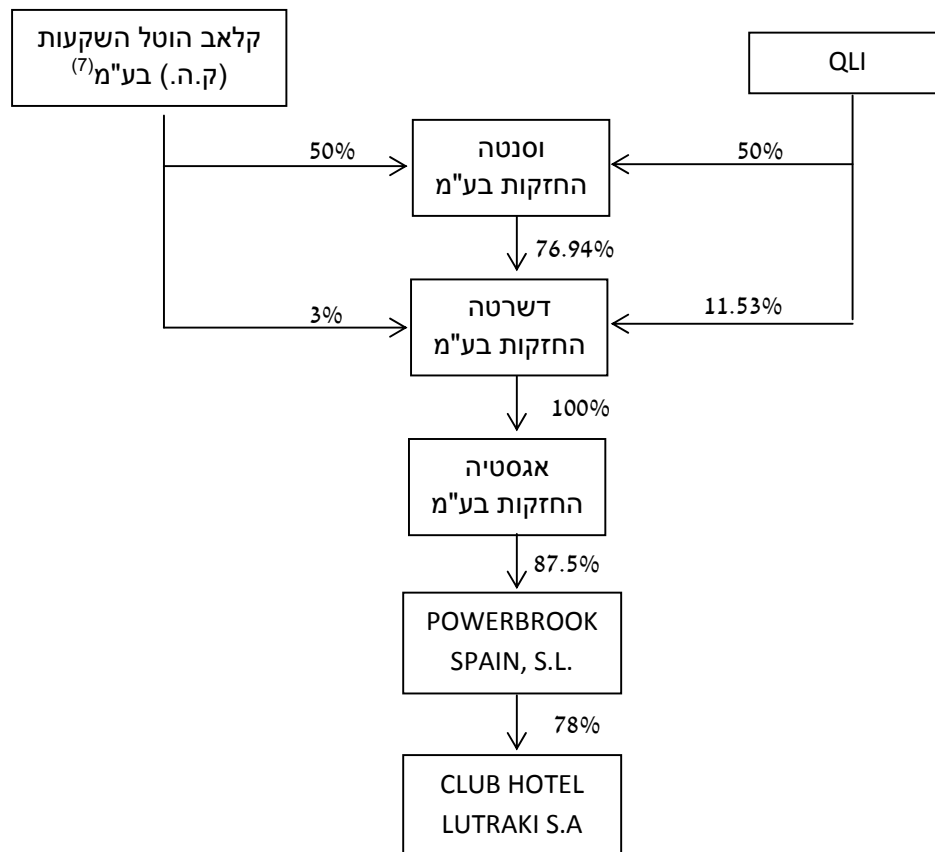 קלאב הוטל השקעות
(ק.ה.) בע"מ(7)
QLI
50%
וסנטה
החזקות בע"מ
50%
76.94%
3%
דשרטה
החזקות בע"מ
11.53%
100%
אגסטיה
החזקות בע"מ
87.5%
POWERBROOK
SPAIN, S.L.
78%
CLUB HOTEL
LUTRAKI S.A